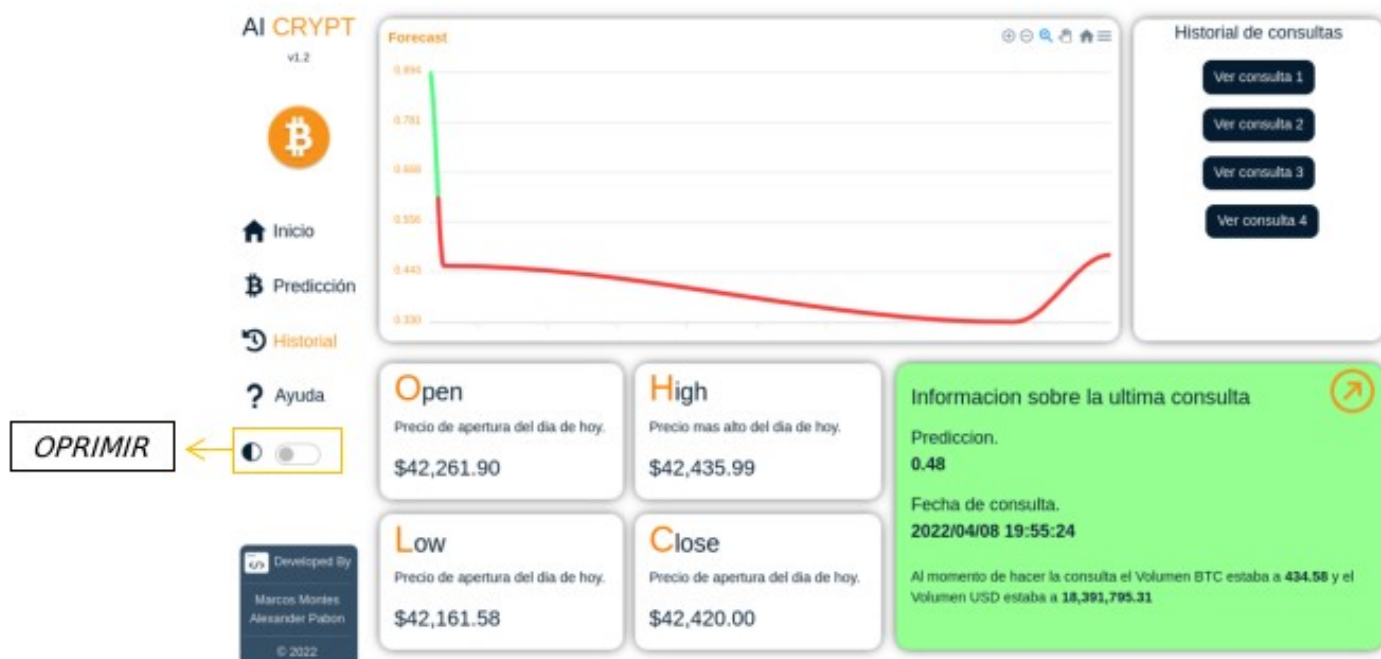 AI CRYPT
v1.2
Inicio
Predicción
Historial
Ayuda
OPRIMIR
Developed By
Marcos Montes
Alexander Pabon
© 2022
Forecast
0.894
0.781
0.668
0.556
0.443
0.330
Historial de consultas
Ver consulta 1
Ver consulta 2
Ver consulta 3
Ver consulta 4
Open
Precio de apertura del dia de hoy.
$42,261.90
High
Precio mas alto del dia de hoy.
$42,435.99
Low
Precio de apertura del dia de hoy.
$42,161.58
Close
Precio de apertura del dia de hoy.
$42,420.00
Informacion sobre la ultima consulta
Prediccion.
0.48
Fecha de consulta.
2022/04/08 19:55:24
Al momento de hacer la consulta el Volumen BTC estaba a 434.58 y el
Volumen USD estaba a 18,391,795.31